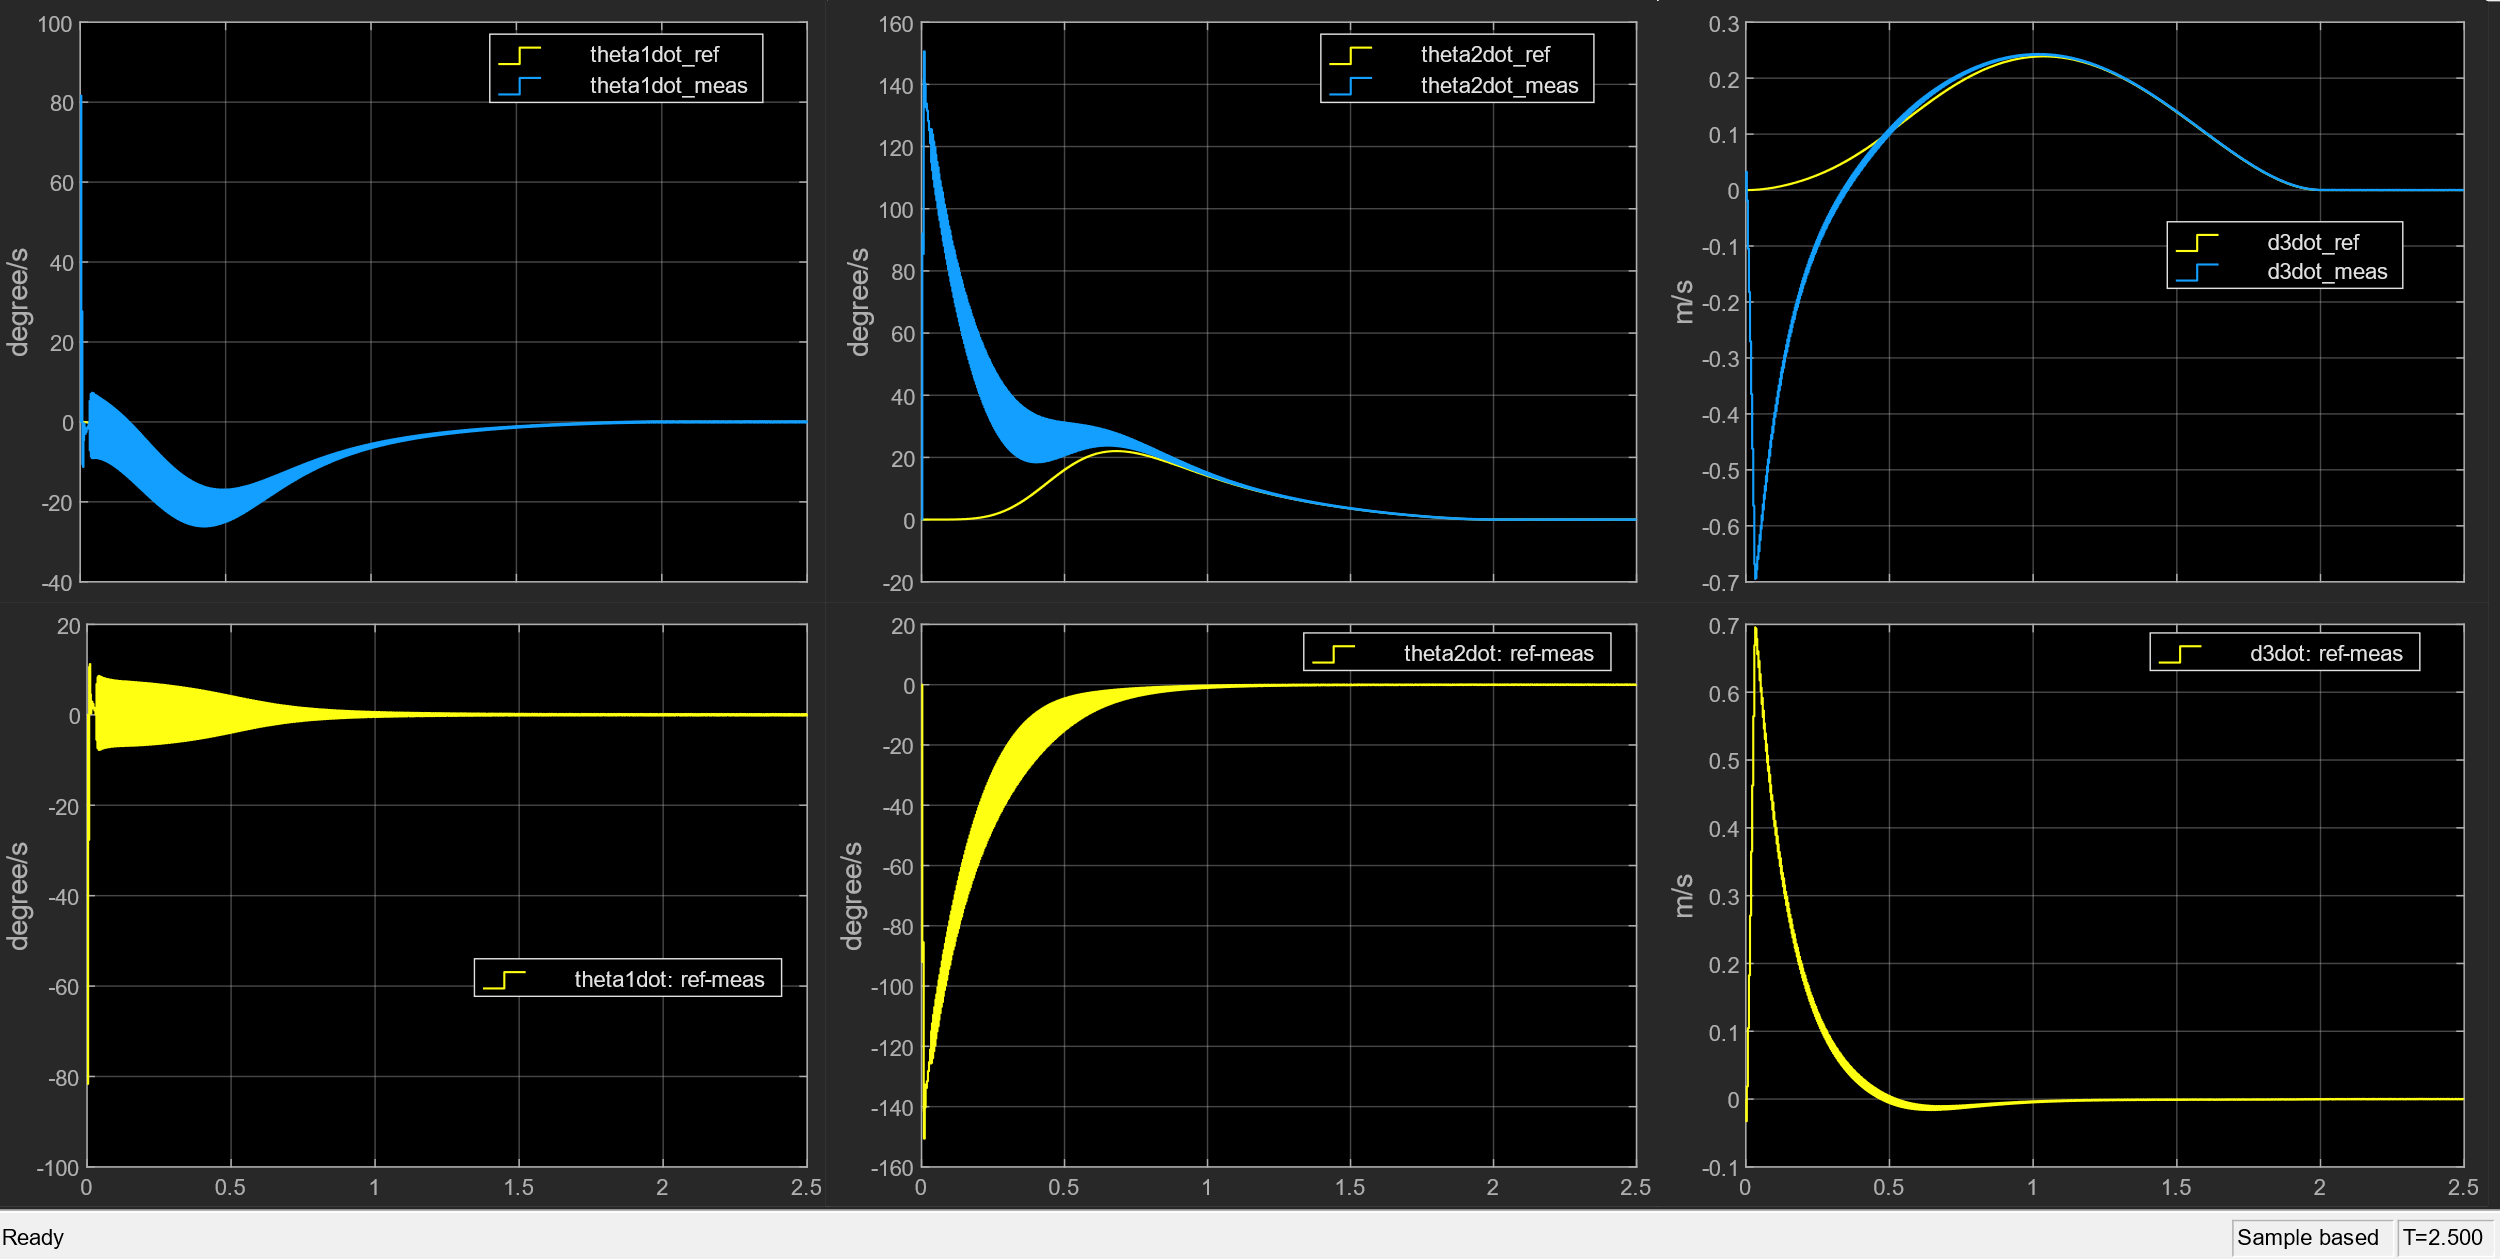 100
80
60
40
20
0
-20
-40
degree/s
theta1dot_ref
theta1dot_meas
160
140
120
100
80
60
40
20
0
-20
degree/s
theta2dot_ref
theta2dot_meas
0.3
0.2
0.1
0
-0.1
-0.2
-0.3
-0.4
-0.5
-0.6
-0.7
m/s
d3dot_ref
d3dot_meas
20
0
-20
-40
-60
-80
-100
degree/s
theta1dot: ref-meas
0 0.5 1 1.5 2 2.5
20
0
-20
-40
-60
-80
-100
-120
-140
-160
degree/s
theta2dot: ref-meas
0 0.5 1 1.5 2 2.5
0.7
0.6
0.5
0.4
0.3
0.2
0.1
0
-0.1
m/s
d3dot: ref-meas
0 0.5 1 1.5 2 2.5
Ready
Sample based
T=2.500